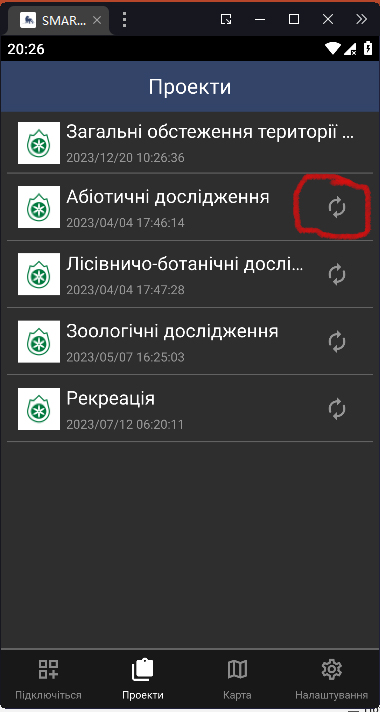 SMAR...
20:26
Проекти
Загальні обстеження території ...
2023/12/20 10:26:36
Абіотичні дослідження
2023/04/04 17:46:14
Лісівничо-ботанічні дослі...
2023/04/04 17:47:28
Зоологічні дослідження
2023/05/07 16:25:03
Рекреація
2023/07/12 06:20:11
Підключіться Проекти Карта Налаштування